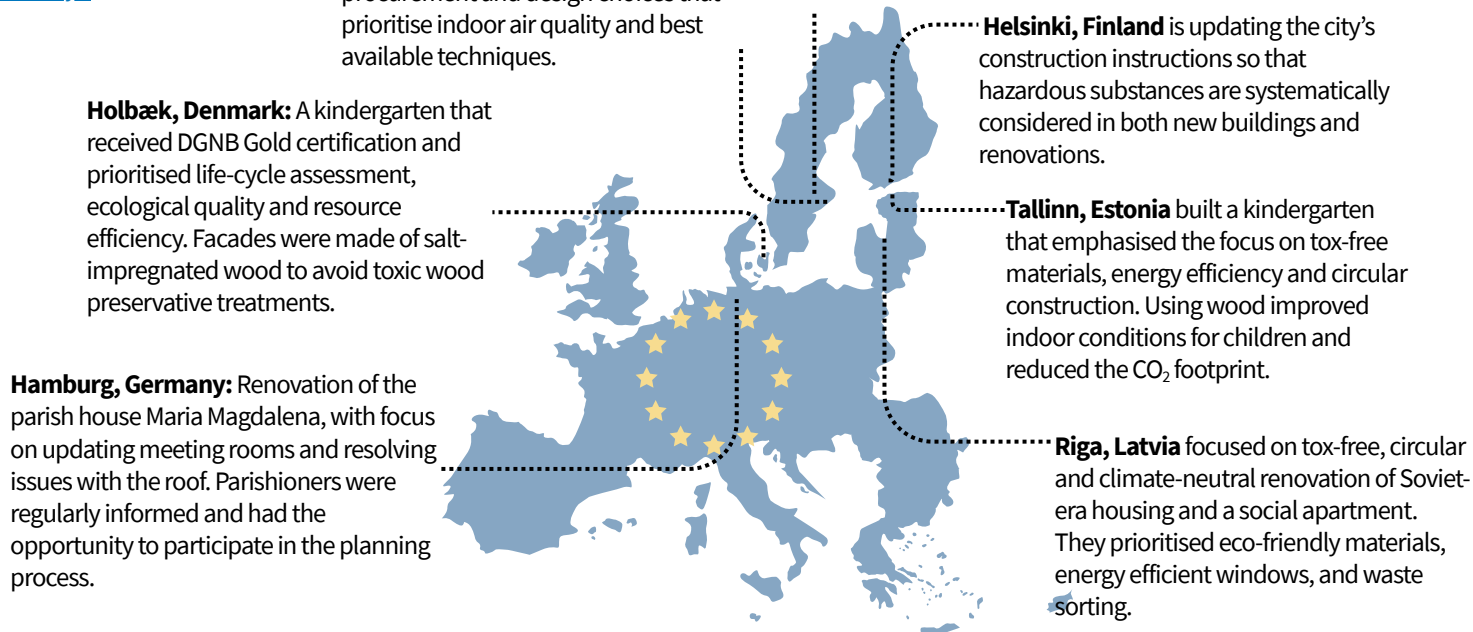 prioritise indoor air quality and best
available techniques.
Holbæk, Denmark: A kindergarten that
received DGNB Gold certification and
prioritised life-cycle assessment,
ecological quality and resource
efficiency. Facades were made of salt-
impregnated wood to avoid toxic wood
preservative treatments.
Hamburg, Germany: Renovation of the
parish house Maria Magdalena, with focus
on updating meeting rooms and resolving
issues with the roof. Parishioners were
regularly informed and had the
opportunity to participate in the planning
process.
Helsinki, Finland is updating the city's
construction instructions so that
hazardous substances are systematically
considered in both new buildings and
renovations.
Tallinn, Estonia built a kindergarten
that emphasised the focus on tox-free
materials, energy efficiency and circular
construction. Using wood improved
indoor conditions for children and
reduced the CO₂ footprint.
Riga, Latvia focused on tox-free, circular
and climate-neutral renovation of Soviet-
era housing and a social apartment.
They prioritised eco-friendly materials,
energy efficient windows, and waste
sorting.